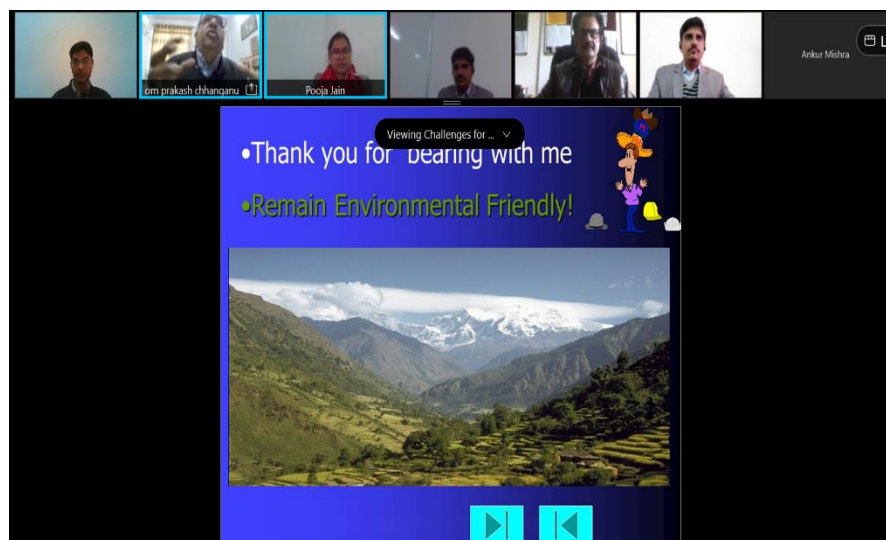 om prakash chhanganu
Pooja Jain
Ankur Mishra
L
Viewing Challenges for ...
•Thank you for bearing with me
•Remain Environmental Friendly!